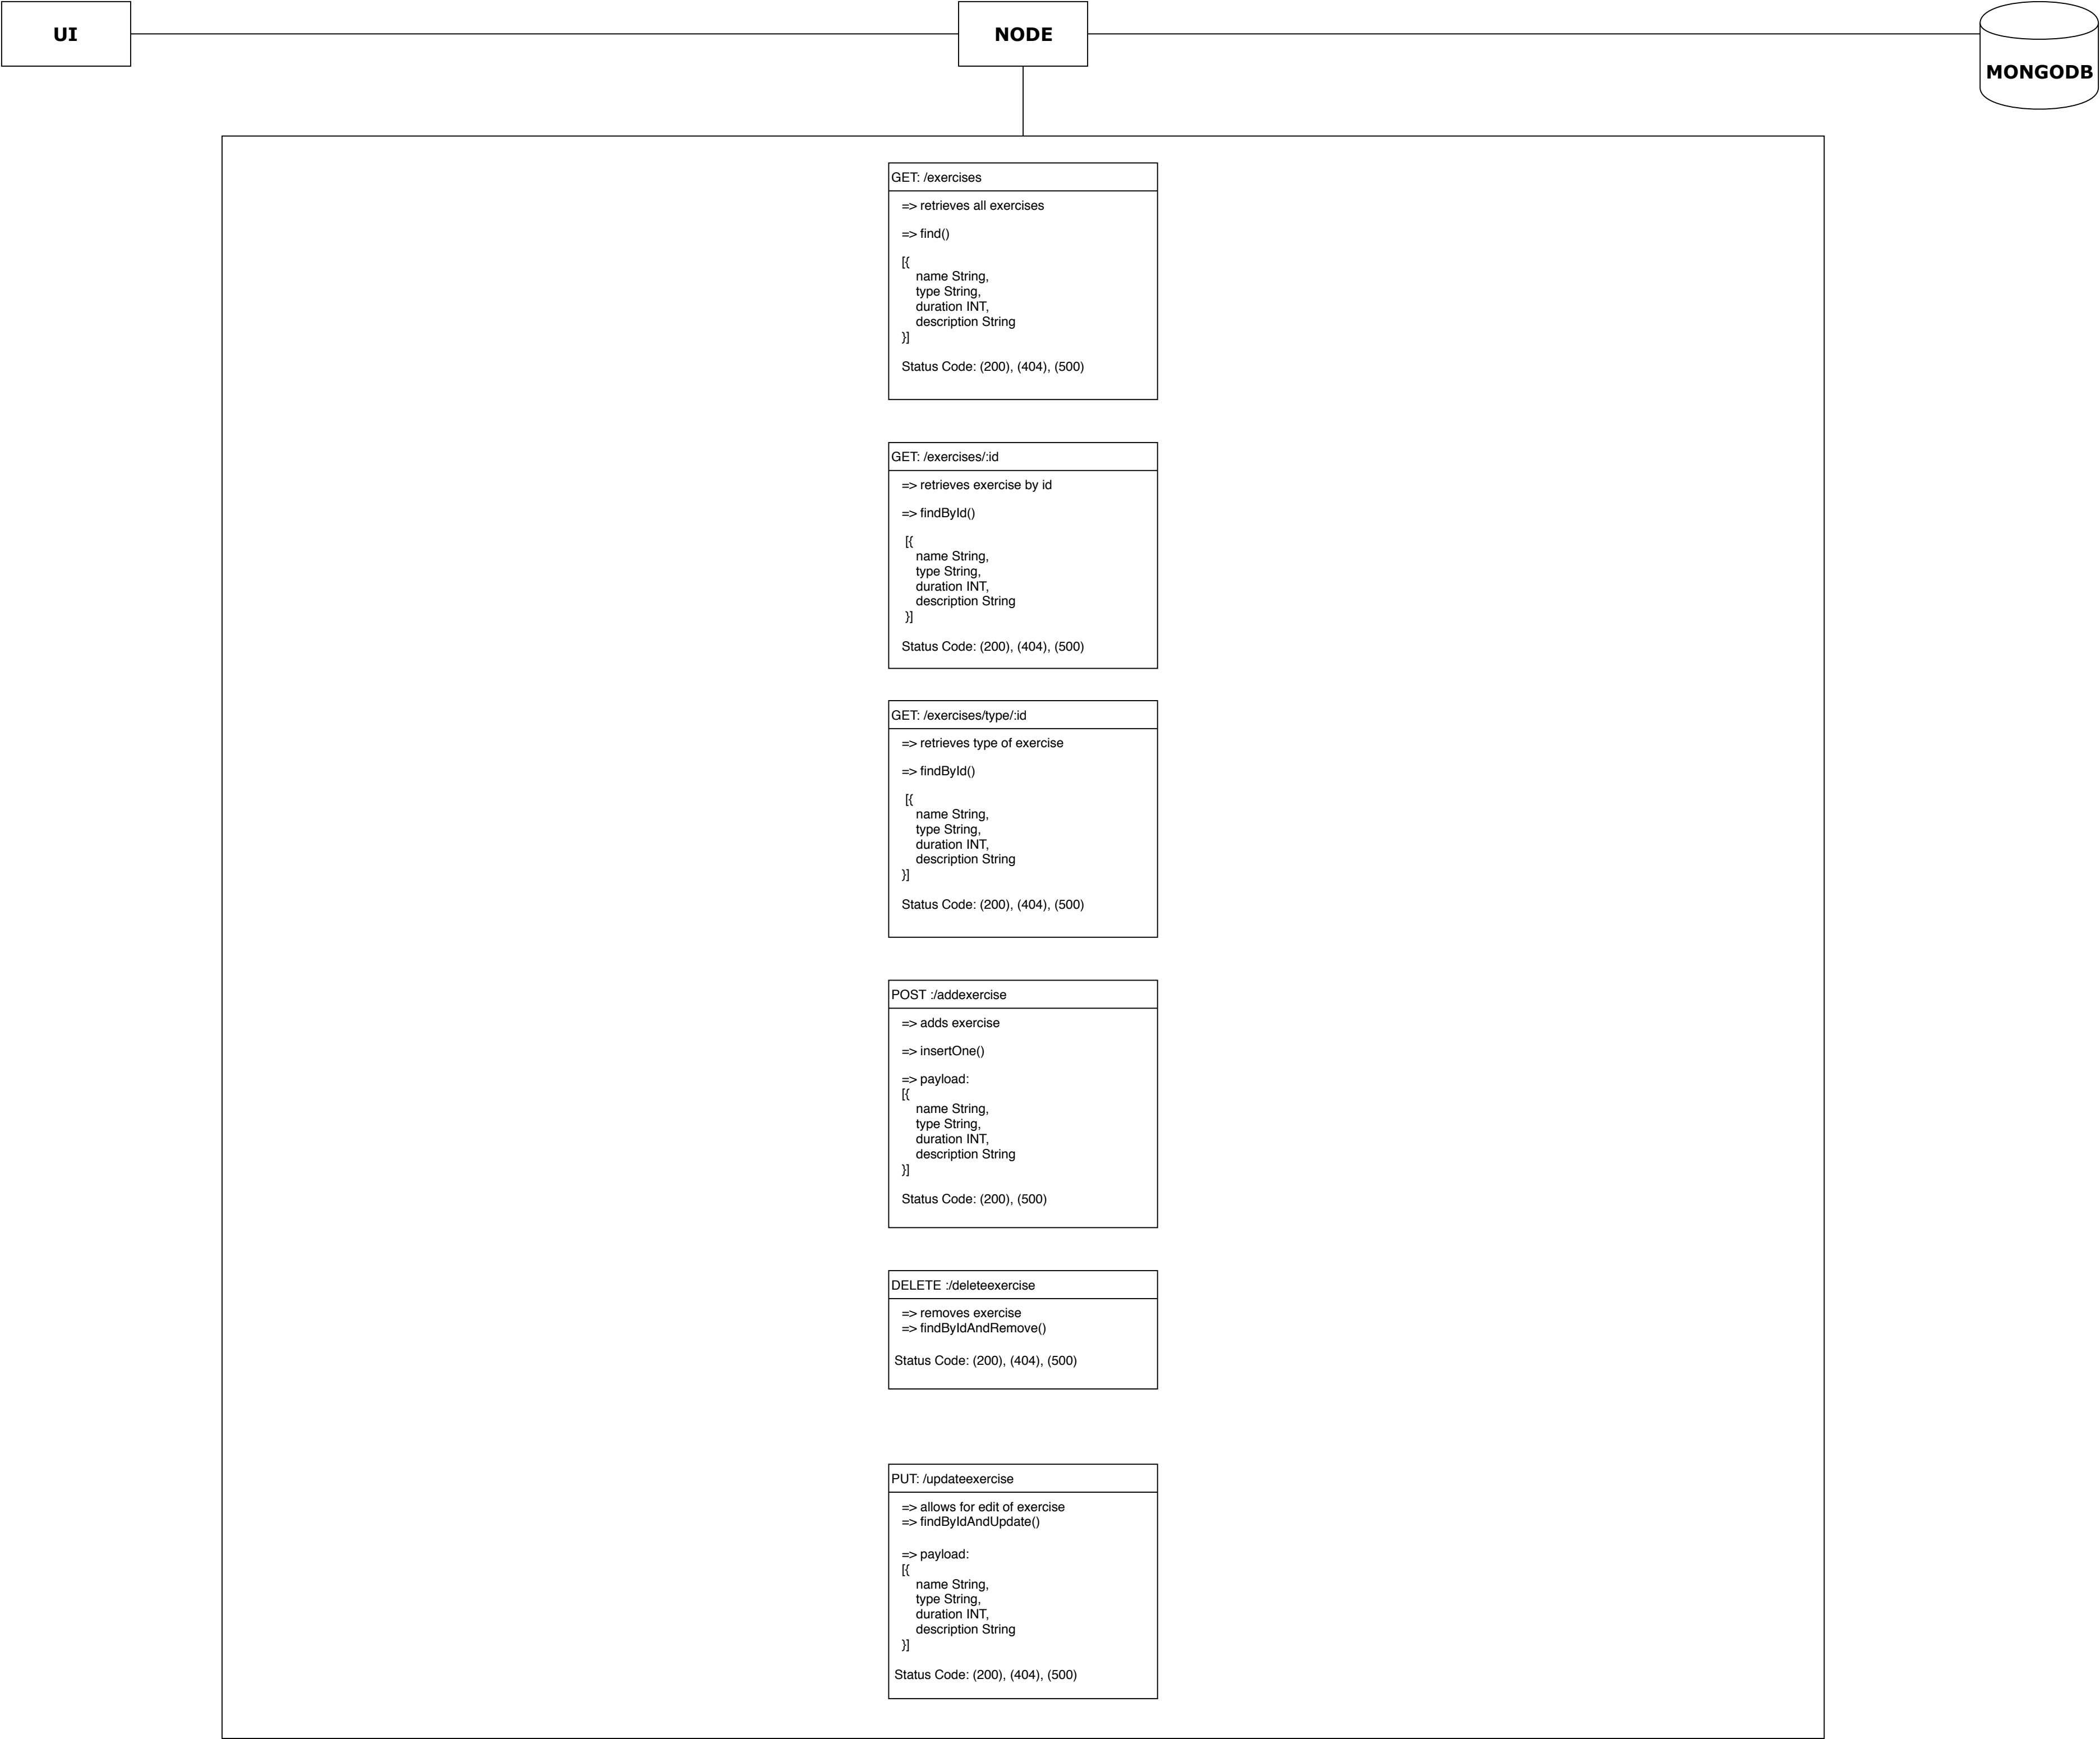 UI
NODE
MONGODB
GET: /exercises
=> retrieves all exercises
=> find()
[{
name String,
type String,
duration INT,
description String
}]
Status Code: (200), (404), (500)
GET: /exercises/:id
=> retrieves exercise by id
=> findById()
[{
name String,
type String,
duration INT,
description String
}]
Status Code: (200), (404), (500)
GET: /exercises/type/:id
=> retrieves type of exercise
=> findById()
[{
name String,
type String,
duration INT,
description String
}]
Status Code: (200), (404), (500)
POST :/addexercise
=> adds exercise
=> insertOne()
=> payload:
[{
name String,
type String,
duration INT,
description String
}]
Status Code: (200), (500)
DELETE :/deleteexercise
=> removes exercise
=> findByIdAndRemove()
Status Code: (200), (404), (500)
PUT: /updateexercise
=> allows for edit of exercise
=> findByIdAndUpdate()
=> payload:
[{
name String,
type String,
duration INT,
description String
}]
Status Code: (200), (404), (500)